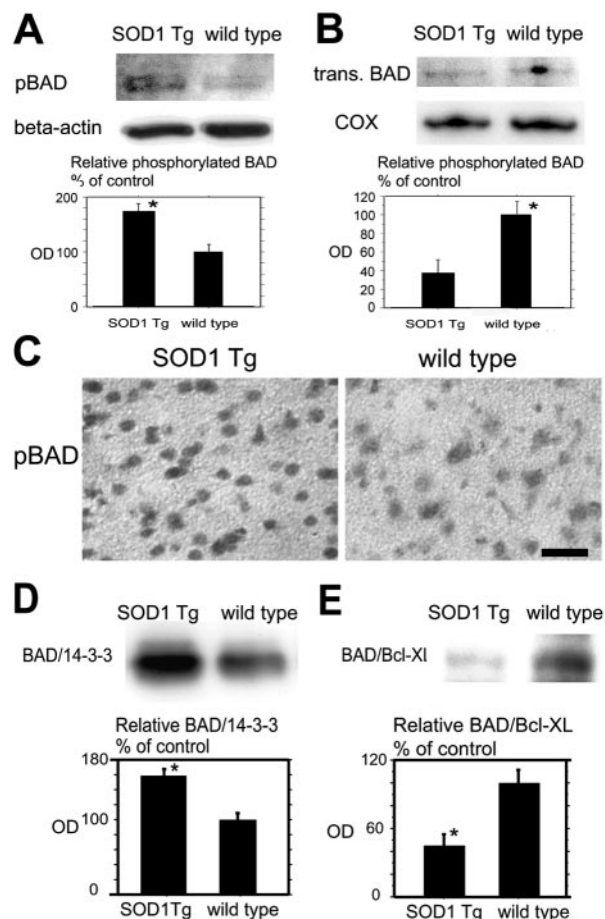 A
SOD1 Tg wild type
pBAD
beta-actin
Relative phosphorylated BAD
% of control
200
100
0
OD
*
SOD1 Tg wild type
B
SOD1 Tg wild type
trans. BAD
COX
Relative phosphorylated BAD
% of control
120
100
80
60
40
20
0
OD
*
SOD1 Tg wild type
C
SOD1 Tg wild type
pBAD
D
SOD1 Tg wild type
BAD/14-3-3
Relative BAD/14-3-3
% of control
180
100
0
OD
*
SOD1Tg wild type
E
SOD1 Tg wild type
BAD/Bcl-Xl
Relative BAD/Bcl-XL
% of control
120
60
0
OD
*
SOD1 Tg wild type